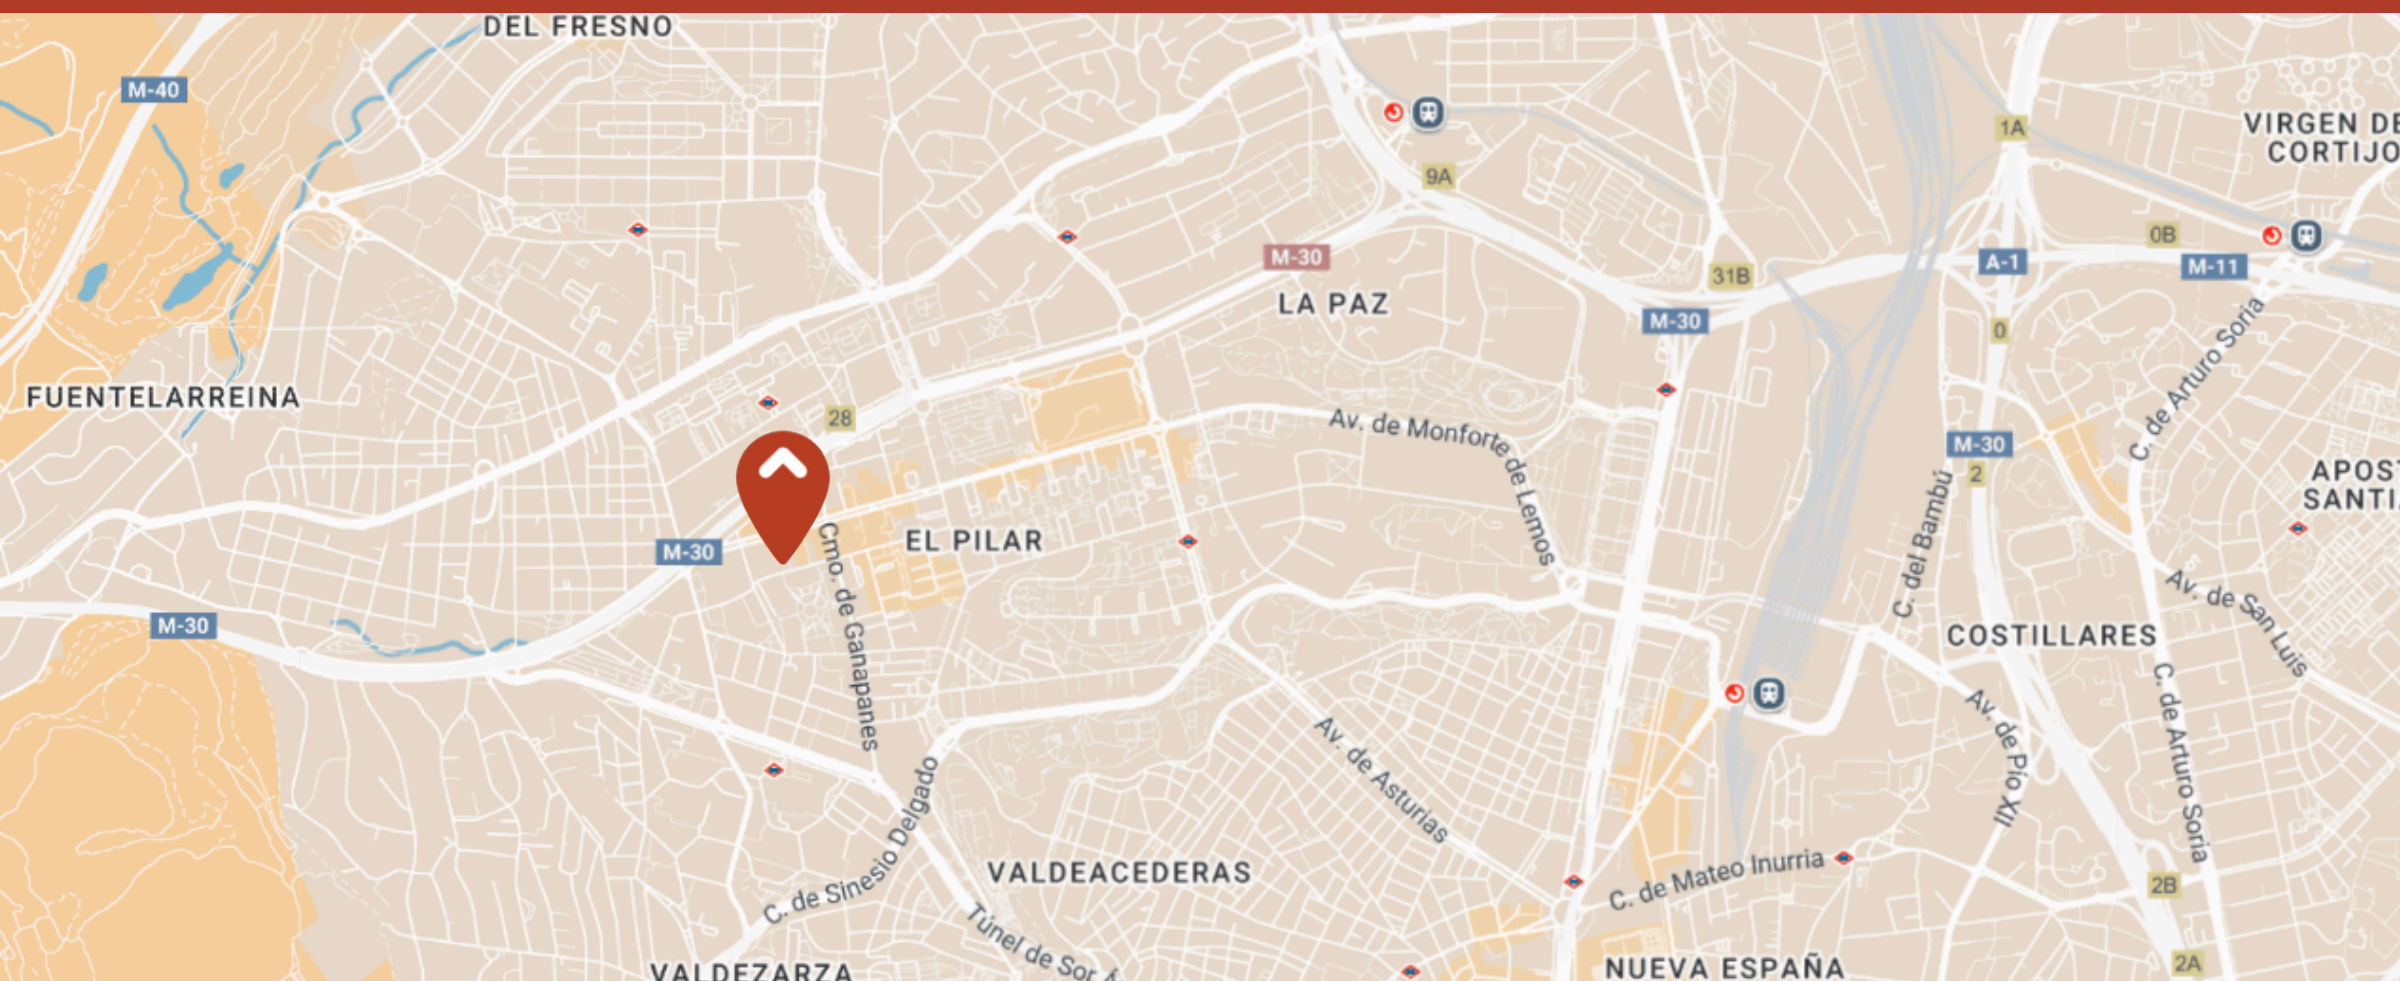 DEL FRESNO
M-40
1A
VIRGEN DE
CORTIJO
9A
0B
M-30
A-1
M-11
31B
LA PAZ
M-30
0
C. de Arturo Soria
FUENTELARREINA
28
Av. de Monforte de Lemos
M-30
2
APOST
SANTI
C. del Bambú
EL PILAR
M-30
Cmo. de Ganapanes
Av. de San Luis
M-30
COSTILLARES
C. de Arturo Soria
Av. de Pío XII
Av. de Asturias
C. de Sinesio Delgado
VALDEACEDERAS
C. de Mateo Inurria
2B
Túnel de Sor Á
VALDEZARZA
NUEVA ESPAÑA
2A